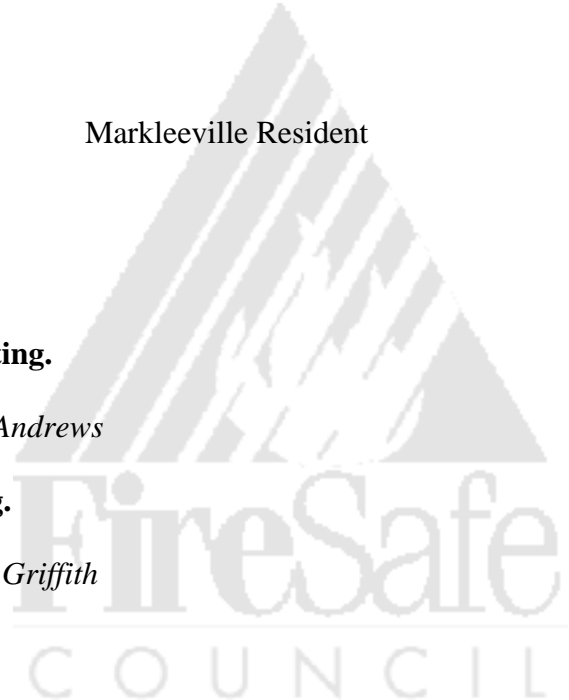 Markleeville Resident
ting.
Andrews
g.
Griffith
FireSafe
COUNCIL